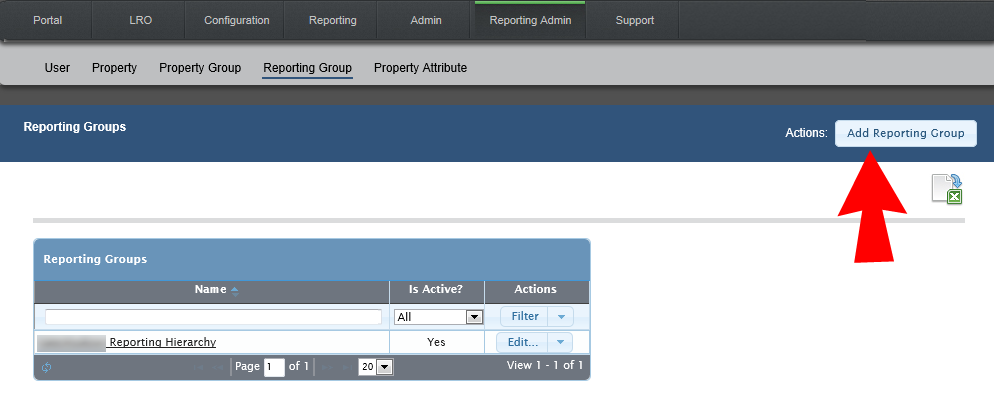 Portal LRO Configuration Reporting Admin Reporting Admin Support
User Property Property Group Reporting Group Property Attribute
Reporting Groups Actions: Add Reporting Group
Reporting Groups
Name Is Active? Actions
All Filter
Reporting Hierarchy Yes Edit...
Page 1 of 1 20 View 1 - 1 of 1